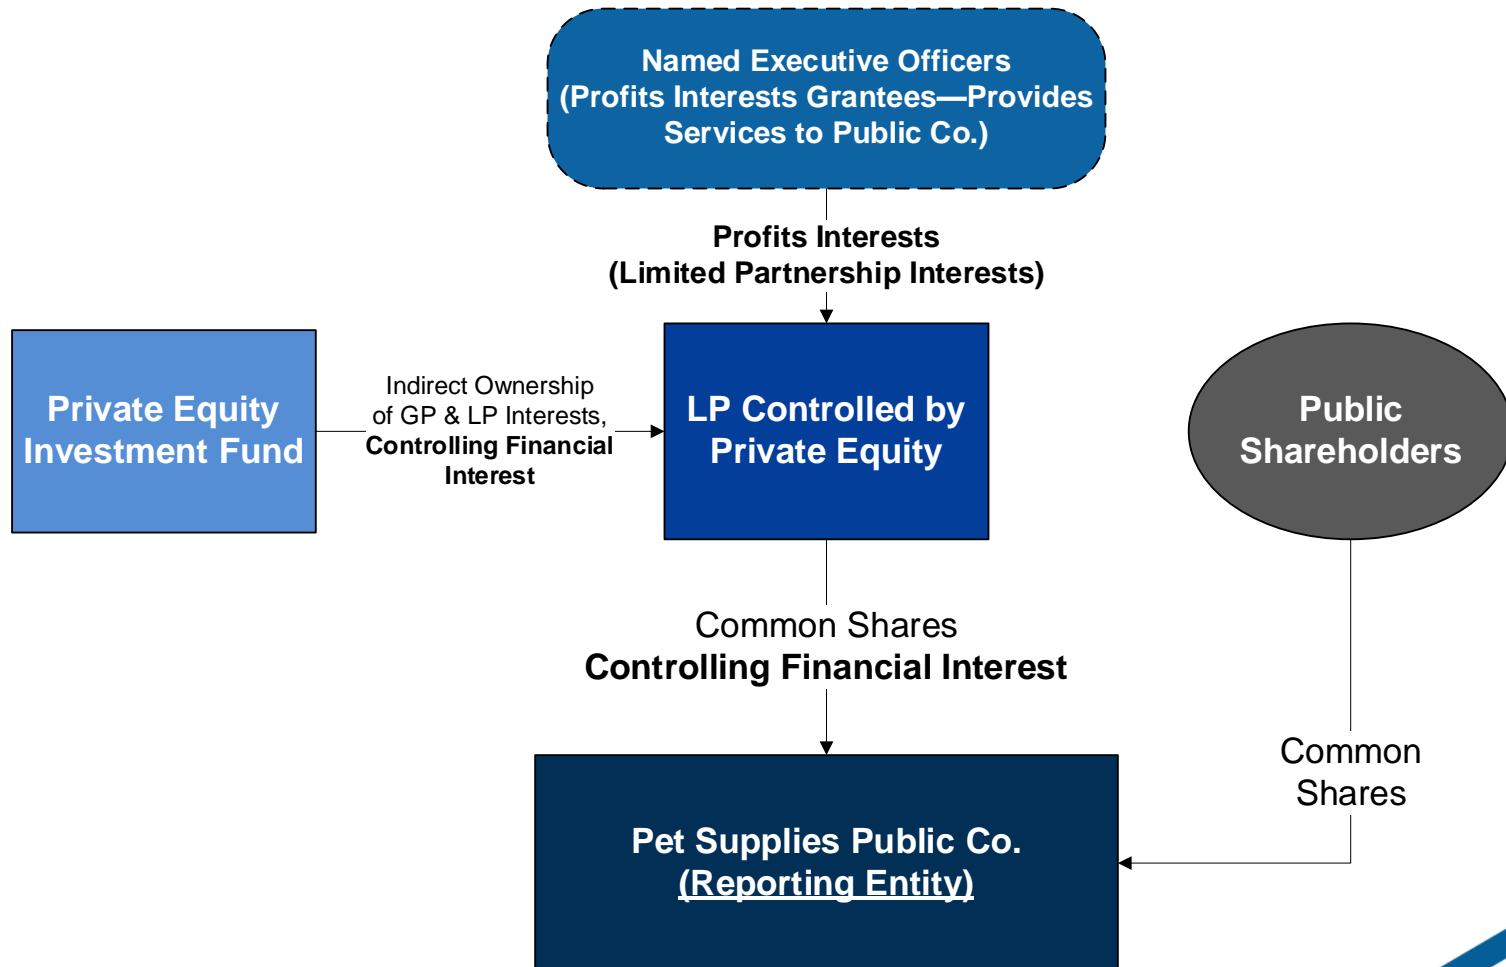 Named Executive Officers
(Profits Interests Grantees—Provides
Services to Public Co.)
Profits Interests
(Limited Partnership Interests)
Private Equity
Investment Fund
Indirect Ownership
of GP & LP Interests,
Controlling Financial
Interest
LP Controlled by
Private Equity
Public
Shareholders
Common Shares
Controlling Financial Interest
Common
Shares
Pet Supplies Public Co.
(Reporting Entity)